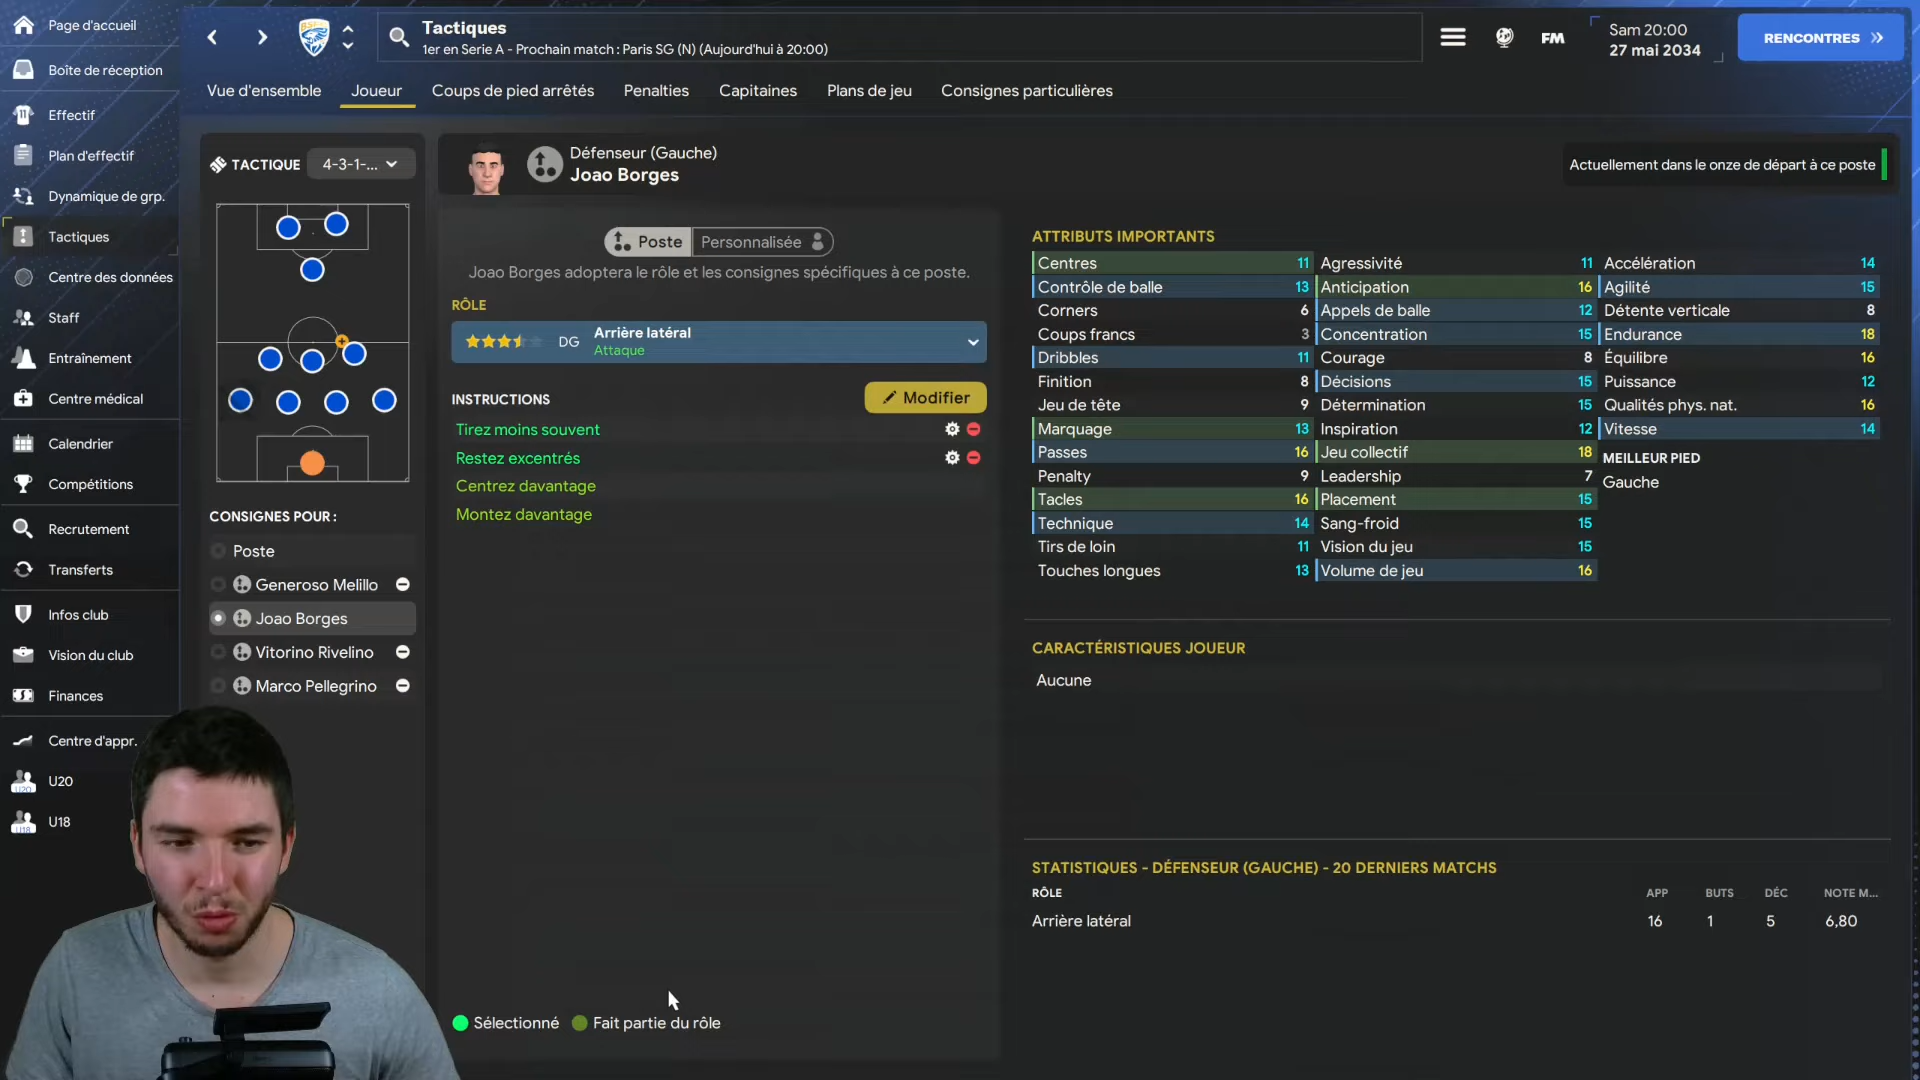 Page d'accueil
Boîte de réception
Effectif
Plan d'effectif
Dynamique de grp.
Tactiques
Centre des données
Staff
Entraînement
Centre médical
Calendrier
Compétitions
Recrutement
Transferts
Infos club
Vision du club
Finances
Centre d'appr.
U20
U18
Tactiques
1er en Serie A - Prochain match : Paris SG (N) (Aujourd'hui à 20:00)
FM
Sam 20:00
27 mai 2034
RENCONTRES
Vue d'ensemble
Joueur
Coups de pied arrêtés
Penalties
Capitaines
Plans de jeu
Consignes particulières
TACTIQUE
4-3-1-...
CONSIGNES POUR :
Poste
Generoso Melillo
Joao Borges
Vitorino Rivelino
Marco Pellegrino
Défenseur (Gauche)
Joao Borges
Actuellement dans le onze de départ à ce poste
Poste
Personnalisée
Joao Borges adoptera le rôle et les consignes spécifiques à ce poste.
RÔLE
DG
Arrière latéral
Attaque
INSTRUCTIONS
Modifier
Tirez moins souvent
Restez excentrés
Centrez davantage
Montez davantage
Sélectionné
Fait partie du rôle
ATTRIBUTS IMPORTANTS
Centres 11
Contrôle de balle 13
Corners 6
Coups francs 3
Dribbles 11
Finition 8
Jeu de tête 9
Marquage 13
Passes 16
Penalty 9
Tacles 16
Technique 14
Tirs de loin 11
Touches longues 13
Agressivité 11
Anticipation 16
Appels de balle 12
Concentration 15
Courage 8
Décisions 15
Détermination 15
Inspiration 12
Jeu collectif 18
Leadership 7
Placement 15
Sang-froid 15
Vision du jeu 15
Volume de jeu 16
Accélération 14
Agilité 15
Détente verticale 8
Endurance 18
Équilibre 16
Puissance 12
Qualités phys. nat. 16
Vitesse 14
MEILLEUR PIED
Gauche
CARACTÉRISTIQUES JOUEUR
Aucune
STATISTIQUES - DÉFENSEUR (GAUCHE) - 20 DERNIERS MATCHS
RÔLE APP BUTS DÉC NOTE M...
Arrière latéral 16 1 5 6,80